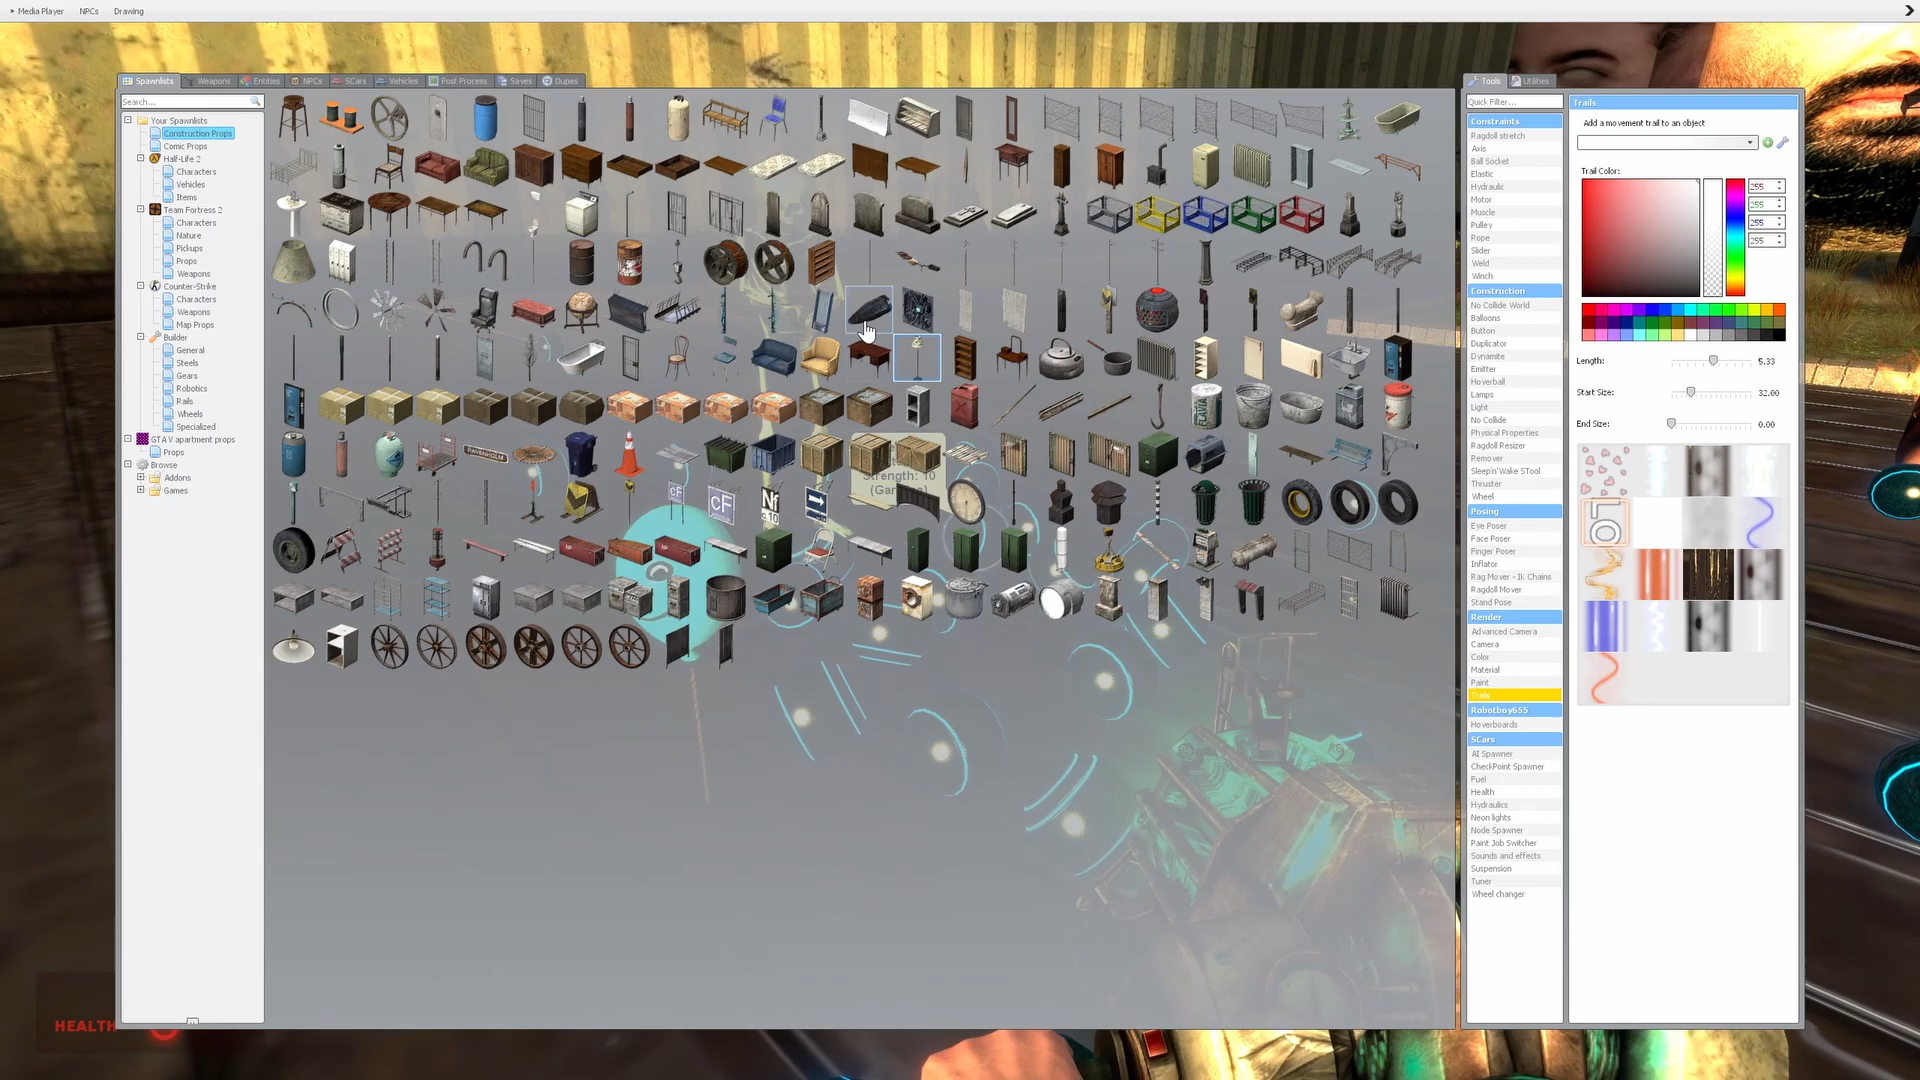 Media Player NPCs Drawing
Spawnlists Weapons Entities NPCs SCars Vehicles Post Process Saves Dupes
Search...
Your Spawnlists
Construction Props
Comic Props
Half-Life 2
Characters
Vehicles
Items
Team Fortress 2
Characters
Nature
Pickups
Props
Weapons
Counter-Strike
Characters
Weapons
Map Props
Builder
General
Steels
Gears
Robotics
Rails
Wheels
Specialized
GTA V apartment props
Props
Browse
Addons
Games
RAVENHOLM
Strength: 10
cF
cF
Nf
c.10
HEALTH
Tools Utilities
Quick Filter...
Constraints
Ragdoll stretch
Axis
Ball Socket
Elastic
Hydraulic
Motor
Muscle
Pulley
Rope
Slider
Weld
Winch
Construction
No Collide World
Balloons
Button
Duplicator
Dynamite
Emitter
Hoverball
Lamps
Light
No Collide
Physical Properties
Ragdoll Resizer
Remover
Sleep'n'Wake STool
Thruster
Wheel
Posing
Eye Poser
Face Poser
Finger Poser
Inflator
Rag Mover - IK Chains
Ragdoll Mover
Stand Pose
Render
Advanced Camera
Camera
Color
Material
Paint
Trails
Robotboy655
Hoverboards
SCars
AI Spawner
CheckPoint Spawner
Fuel
Health
Hydraulics
Neon lights
Node Spawner
Paint Job Switcher
Sounds and effects
Suspension
Tuner
Wheel changer
Trails
Add a movement trail to an object
Trail Color:
255
255
255
255
Length: 5.33
Start Size: 32.00
End Size: 0.00
LOL